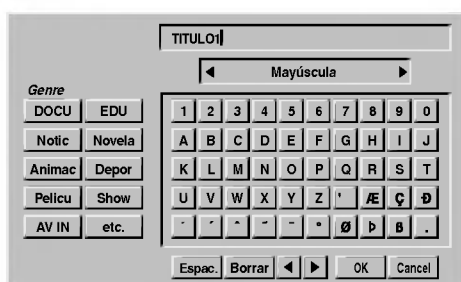 TITULO1
◀ Mayúscula ▶
Genre
DOCU EDU 1 2 3 4 5 6 7 8 9 0
Notic Novela A B C D E F G H I J
Animac Depor K L M N O P Q R S T
Pelicu Show U V W X Y Z ' Æ Ç Ð
AV IN etc. Ø Þ ß .
Espac. Borrar ◀ ▶ OK Cancel